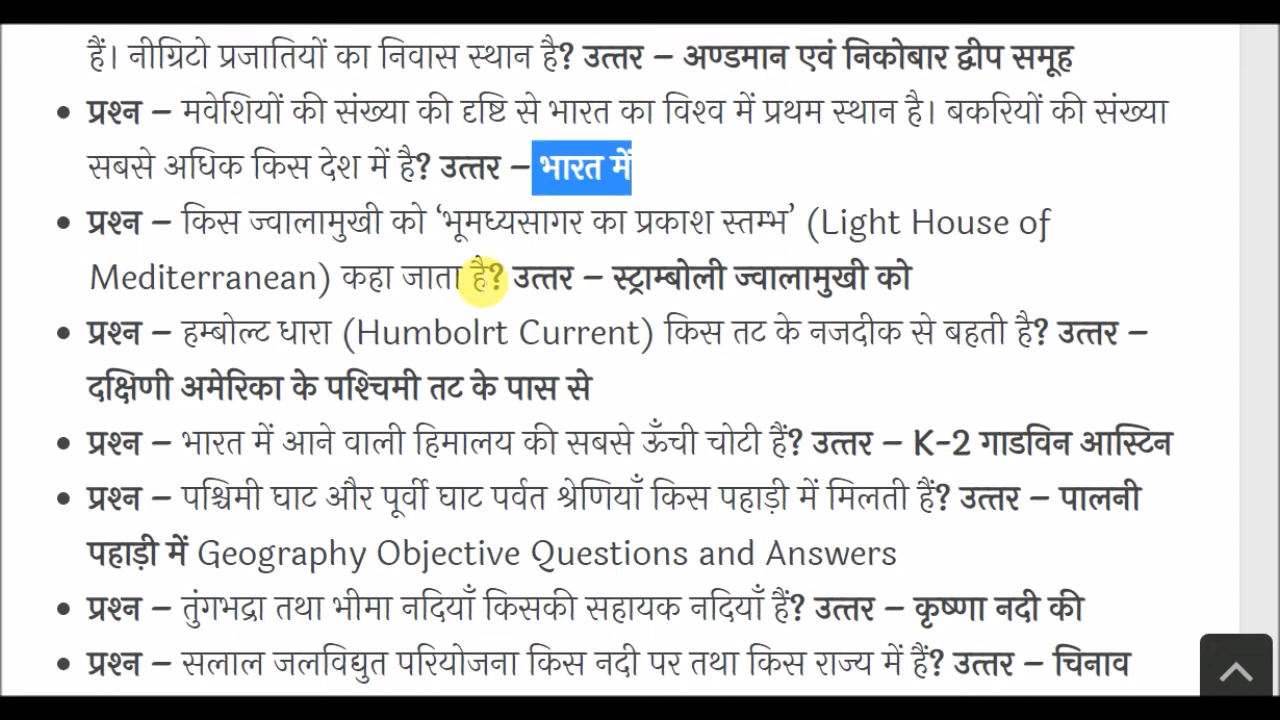 हैं। नीग्रिटो प्रजातियों का निवास स्थान है? उत्तर – अण्डमान एवं निकोबार द्वीप समूह
• प्रश्न – मवेशियों की संख्या की दृष्टि से भारत का विश्व में प्रथम स्थान है। बकरियों की संख्या
सबसे अधिक किस देश में है? उत्तर – भारत में
• प्रश्न – किस ज्वालामुखी को ‘भूमध्यसागर का प्रकाश स्तम्भ’ (Light House of
Mediterranean) कहा जाता है? उत्तर – स्ट्राम्बोली ज्वालामुखी को
• प्रश्न – हम्बोल्ट धारा (Humbolrt Current) किस तट के नजदीक से बहती है? उत्तर –
दक्षिणी अमेरिका के पश्चिमी तट के पास से
• प्रश्न – भारत में आने वाली हिमालय की सबसे ऊँची चोटी हैं? उत्तर – K-2 गाडविन आस्टिन
• प्रश्न – पश्चिमी घाट और पूर्वी घाट पर्वत श्रेणियाँ किस पहाड़ी में मिलती हैं? उत्तर – पालनी
पहाड़ी में Geography Objective Questions and Answers
• प्रश्न – तुंगभद्रा तथा भीमा नदियाँ किसकी सहायक नदियाँ हैं? उत्तर – कृष्णा नदी की
• प्रश्न – सलाल जलविद्युत परियोजना किस नदी पर तथा किस राज्य में हैं? उत्तर – चिनाव